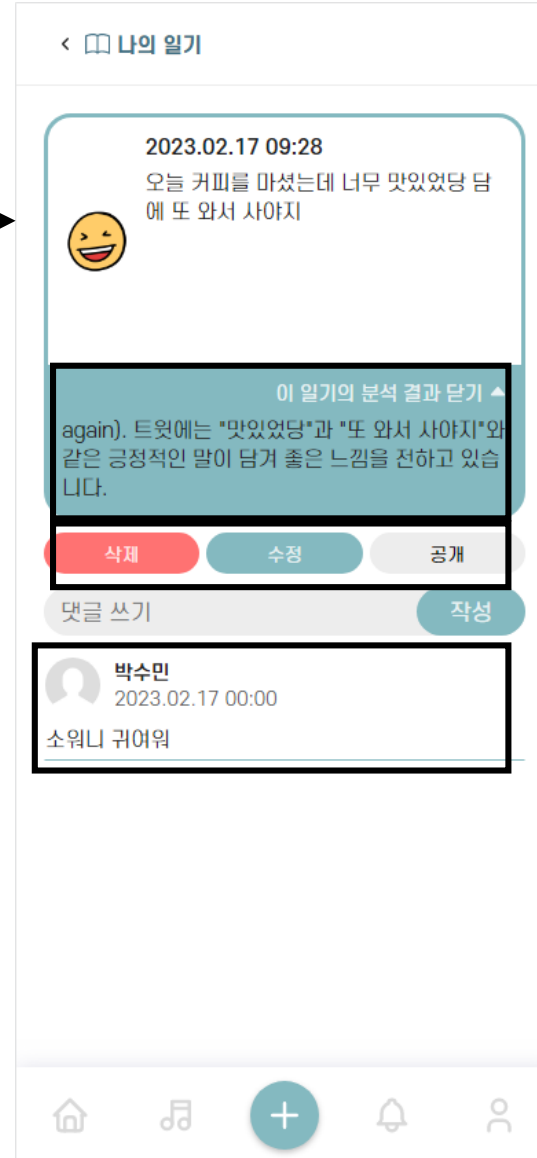 나의 일기
2023.02.17 09:28
오늘 커피를 마셨는데 너무 맛있었당 담
에 또 와서 사야지
이 일기의 분석 결과 닫기
again). 트윗에는 "맛있었당"과 "또 와서 사야지"와
같은 긍정적인 말이 담겨 좋은 느낌을 전하고 있습
니다.
삭제 수정 공개
댓글 쓰기 작성
박수민
2023.02.17 00:00
소워니 귀여워